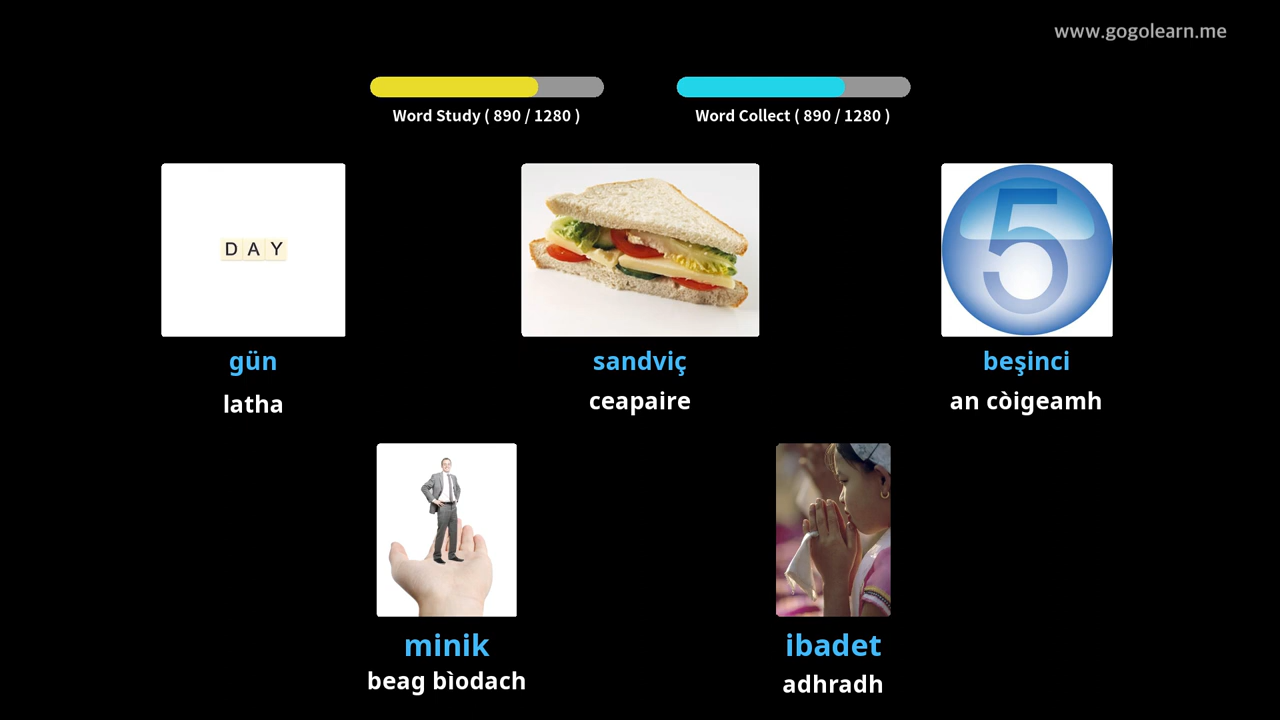 www.gogolearn.me
Word Study ( 890 / 1280 )
Word Collect ( 890 / 1280 )
DAY
5
gün
sandviç
beşinci
latha
ceapaire
an còigeamh
minik
ibadet
beag bìodach
adhradh